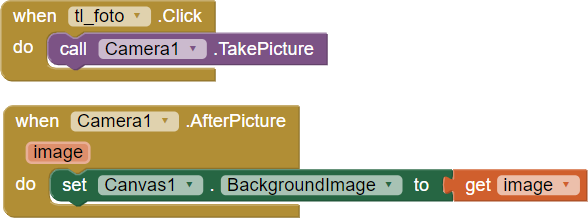 when tl_foto .Click
do call Camera1 .TakePicture
when Camera1 .AfterPicture
image
do set Canvas1 . BackgroundImage to get image